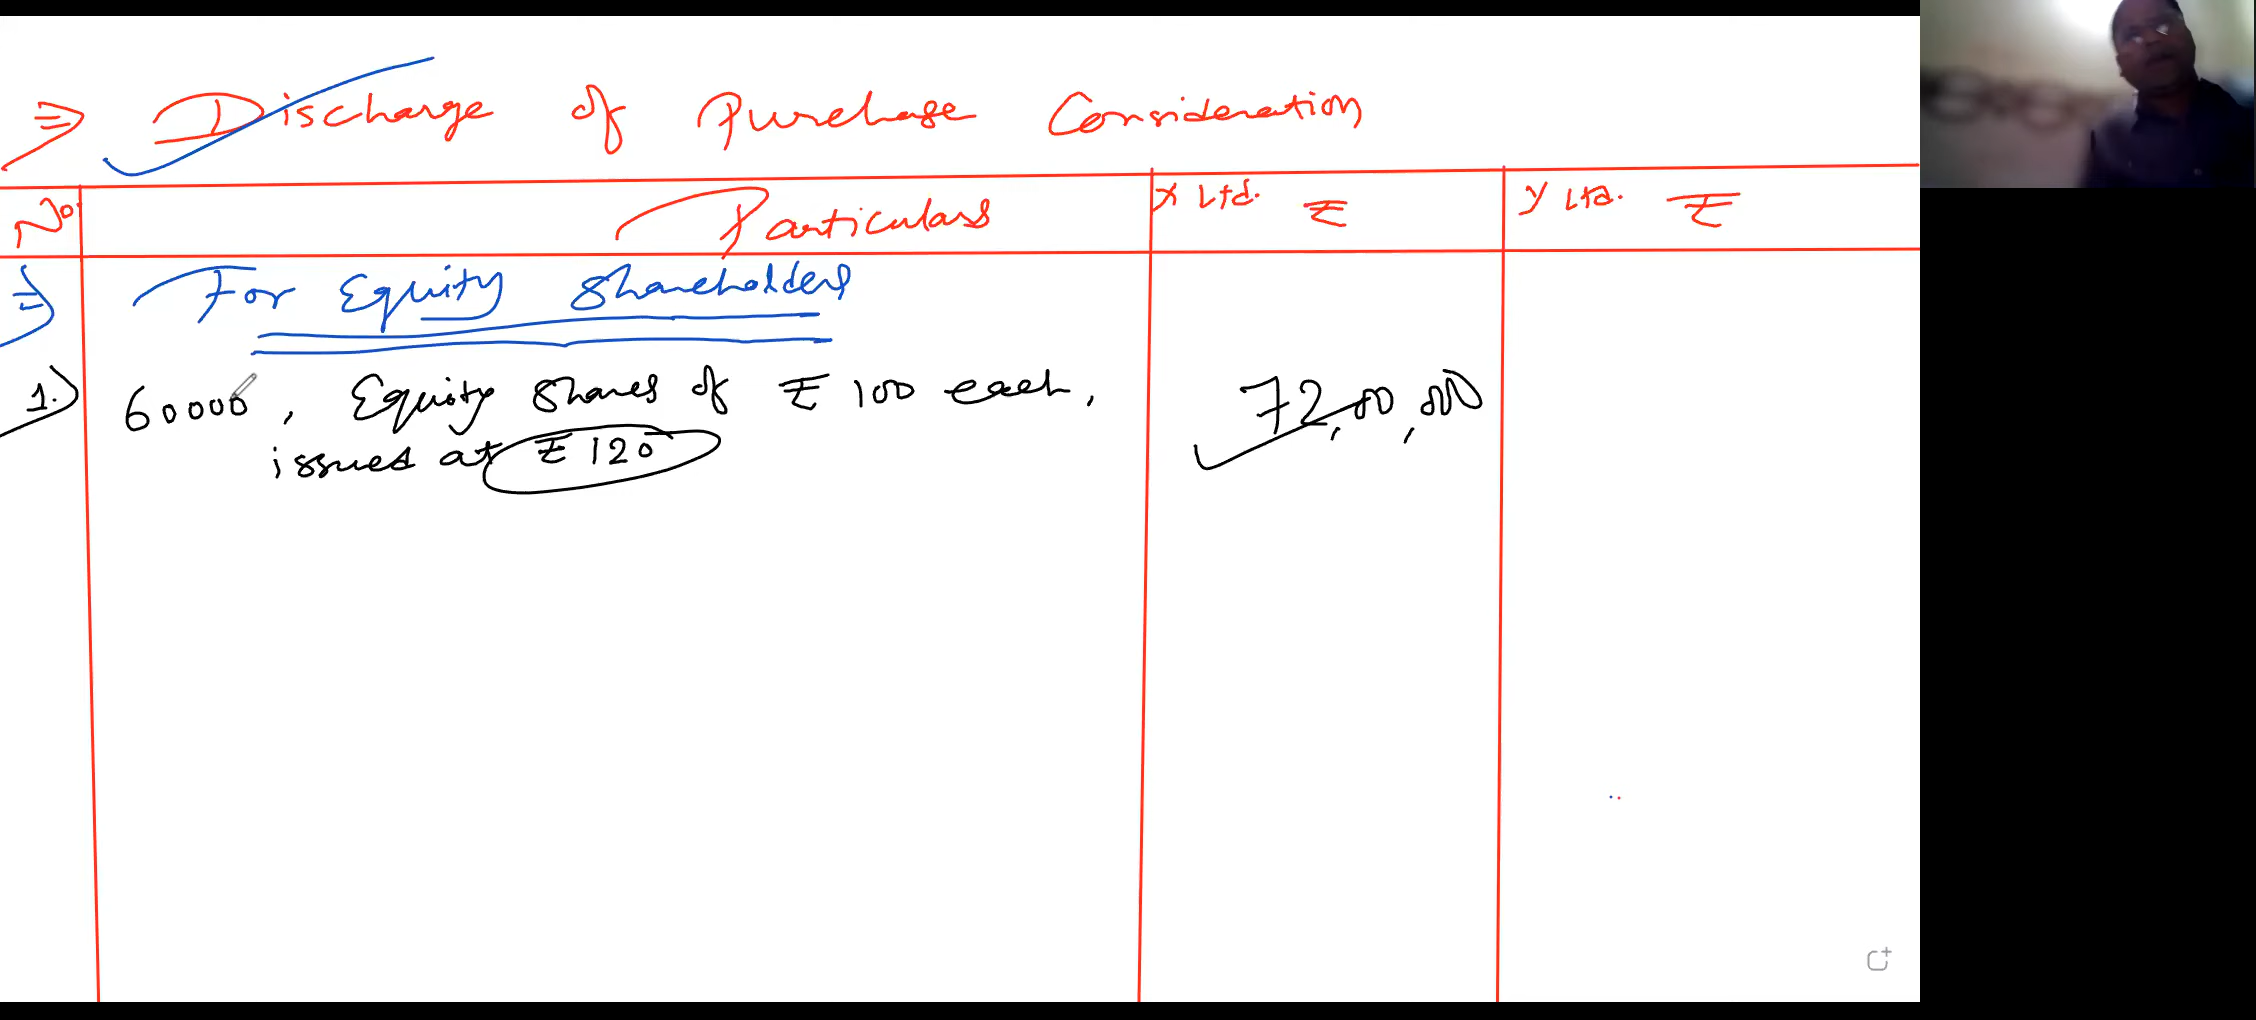 ⇒ Discharge of Purchase Consideration
No. Particulars X Ltd. ₹ Y Ltd. ₹
⇒ For Equity Shareholders
1.) 60000, Equity Shares of ₹ 100 each, 72,00,000
issued at ₹ 120